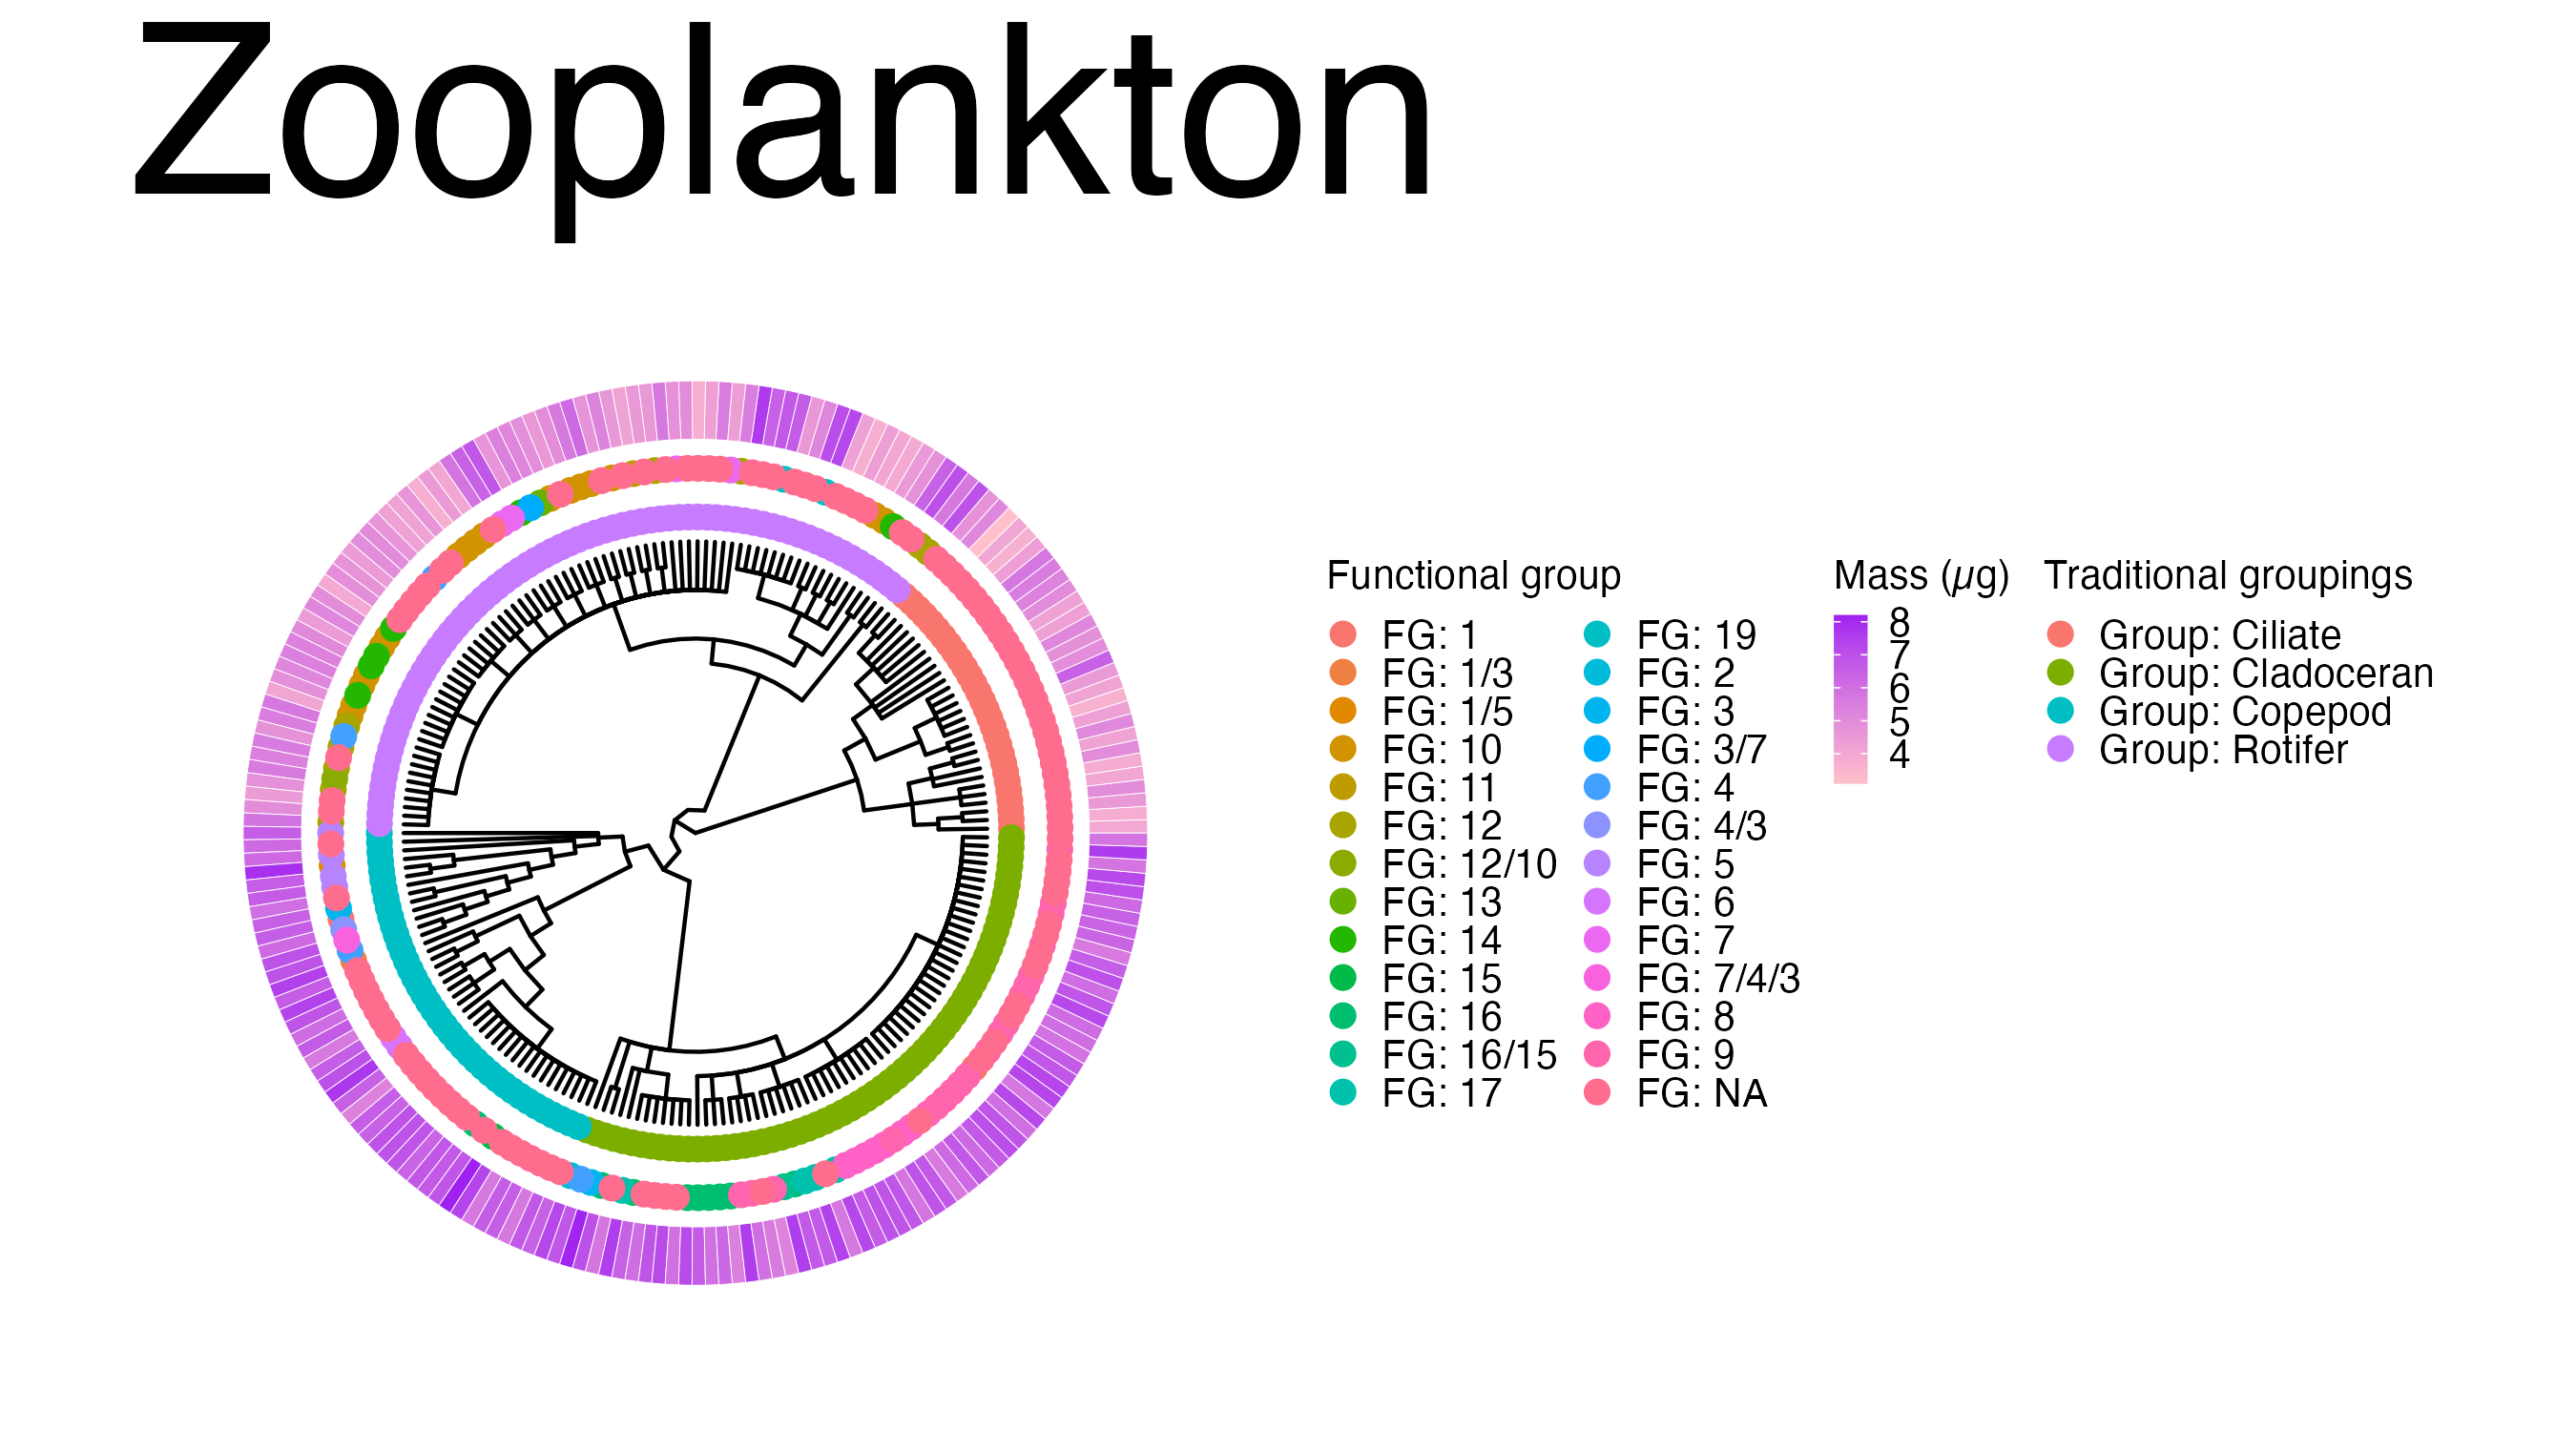 Zooplankton
Functional group
FG: 1
FG: 1/3
FG: 1/5
FG: 10
FG: 11
FG: 12
FG: 12/10
FG: 13
FG: 14
FG: 15
FG: 16
FG: 16/15
FG: 17
FG: 19
FG: 2
FG: 3
FG: 3/7
FG: 4
FG: 4/3
FG: 5
FG: 6
FG: 7
FG: 7/4/3
FG: 8
FG: 9
FG: NA
Mass (μg)
8
7
6
5
4
Traditional groupings
Group: Ciliate
Group: Cladoceran
Group: Copepod
Group: Rotifer